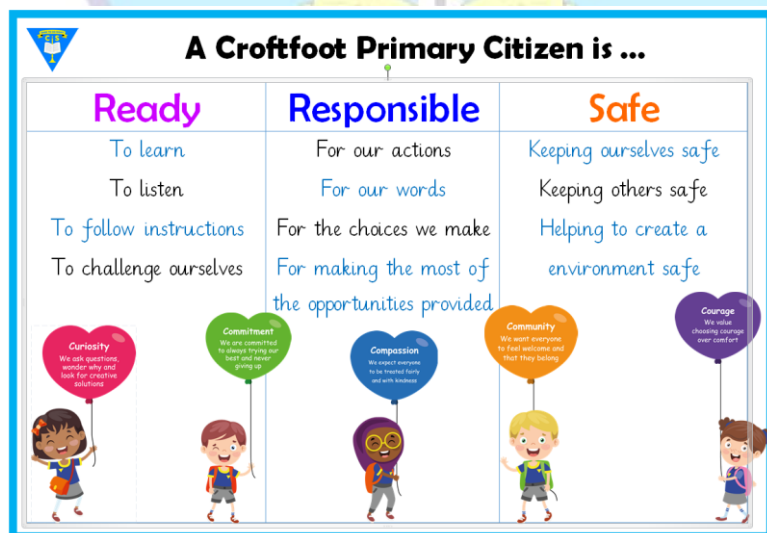 A Croftfoot Primary Citizen is ...
Ready
To learn
To listen
To follow instructions
To challenge ourselves
Responsible
For our actions
For our words
For the choices we make
For making the most of
the opportunities provided
Safe
Keeping ourselves safe
Keeping others safe
Helping to create a
environment safe
Curiosity
We ask questions,
wonder why and
look for creative
solutions
Commitment
We are committed
to always trying our
best and never
giving up
Compassion
We expect everyone
to be treated fairly
and with kindness
Community
We want everyone
to feel welcome and
that they belong
Courage
We value
choosing courage
over comfort